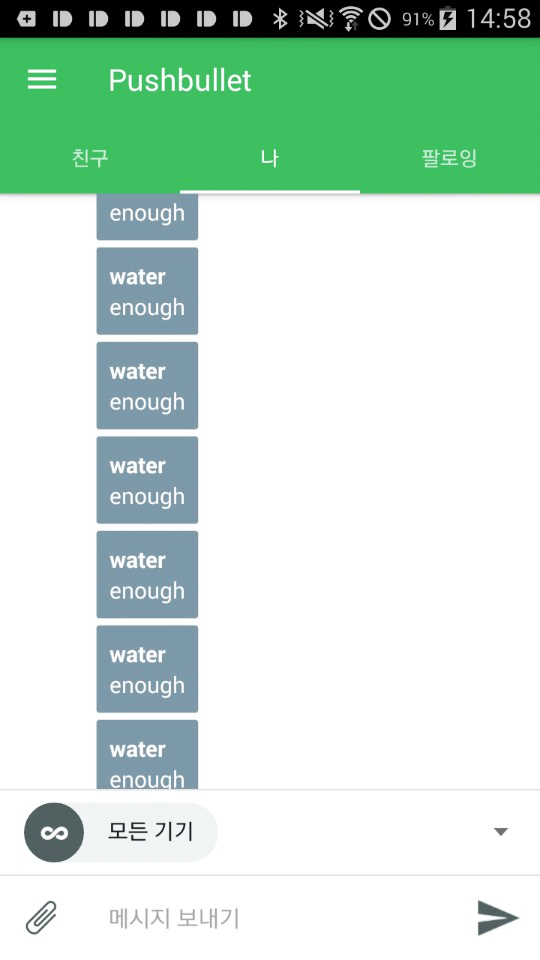 91% 14:58
Pushbullet
친구 나 팔로잉
enough
water
enough
water
enough
water
enough
water
enough
water
enough
water
enough
모든 기기
메시지 보내기